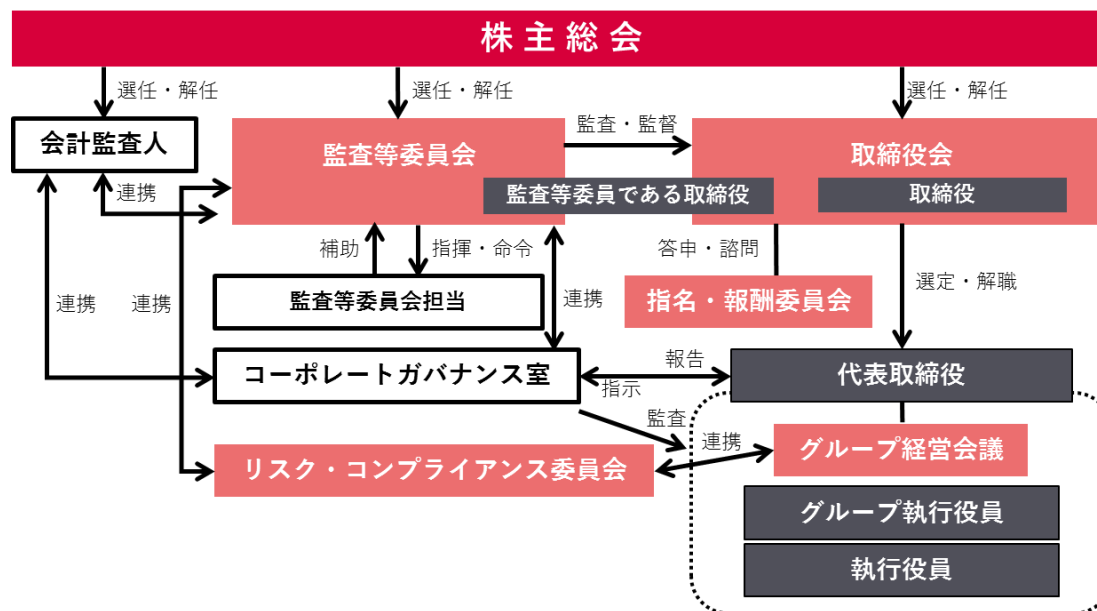 株主総会
選任・解任
選任・解任
選任・解任
会計監査人
監査等委員会
監査・監督
取締役会
連携
監査等委員である取締役
取締役
補助
指揮・命令
答申・諮問
連携
連携
監査等委員会担当
連携
指名・報酬委員会
選定・解職
コーポレートガバナンス室
報告
指示
代表取締役
監査
連携
グループ経営会議
リスク・コンプライアンス委員会
グループ執行役員
執行役員